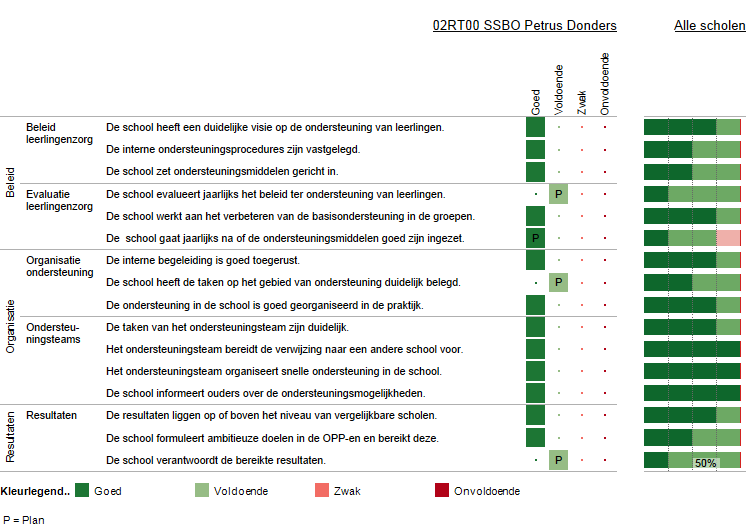 02RT00 SSBO Petrus Donders
Alle scholen
Goed
Voldoende
Zwak
Onvoldoende
Beleid
Beleid
leerlingenzorg
De school heeft een duidelijke visie op de ondersteuning van leerlingen.
De interne ondersteuningsprocedures zijn vastgelegd.
De school zet ondersteuningsmiddelen gericht in.
Evaluatie
leerlingenzorg
De school evalueert jaarlijks het beleid ter ondersteuning van leerlingen.
P
De school werkt aan het verbeteren van de basisondersteuning in de groepen.
De  school gaat jaarlijks na of de ondersteuningsmiddelen goed zijn ingezet.
P
Organisatie
Organisatie
ondersteuning
De interne begeleiding is goed toegerust.
De school heeft de taken op het gebied van ondersteuning duidelijk belegd.
P
De ondersteuning in de school is goed georganiseerd in de praktijk.
Ondersteu-
ningsteams
De taken van het ondersteuningsteam zijn duidelijk.
Het ondersteuningsteam bereidt de verwijzing naar een andere school voor.
Het ondersteuningsteam organiseert snelle ondersteuning in de school.
De school informeert ouders over de ondersteuningsmogelijkheden.
Resultaten
Resultaten
De resultaten liggen op of boven het niveau van vergelijkbare scholen.
De school formuleert ambitieuze doelen in de OPP-en en bereikt deze.
De school verantwoordt de bereikte resultaten.
P
50%
Kleurlegend..
Goed
Voldoende
Zwak
Onvoldoende
P = Plan